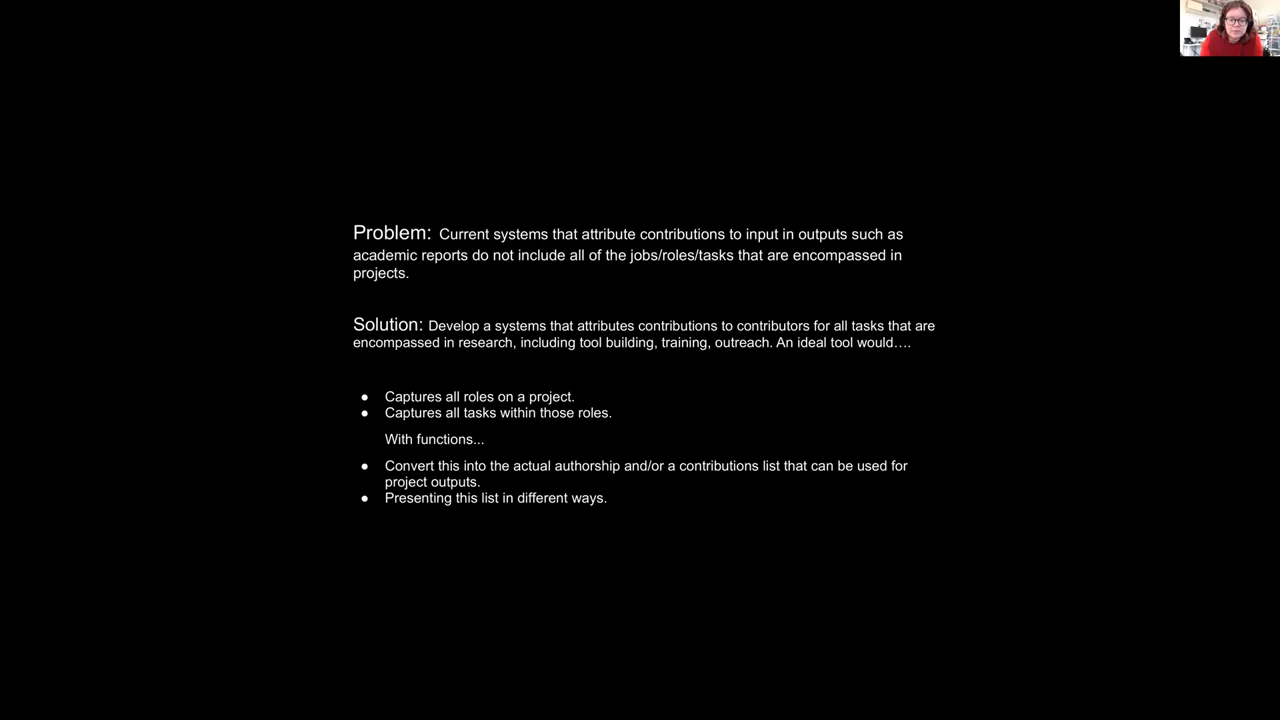 Problem: Current systems that attribute contributions to input in outputs such as
academic reports do not include all of the jobs/roles/tasks that are encompassed in
projects.
Solution: Develop a systems that attributes contributions to contributors for all tasks that are
encompassed in research, including tool building, training, outreach. An ideal tool would....
● Captures all roles on a project.
● Captures all tasks within those roles.
With functions...
● Convert this into the actual authorship and/or a contributions list that can be used for
project outputs.
● Presenting this list in different ways.